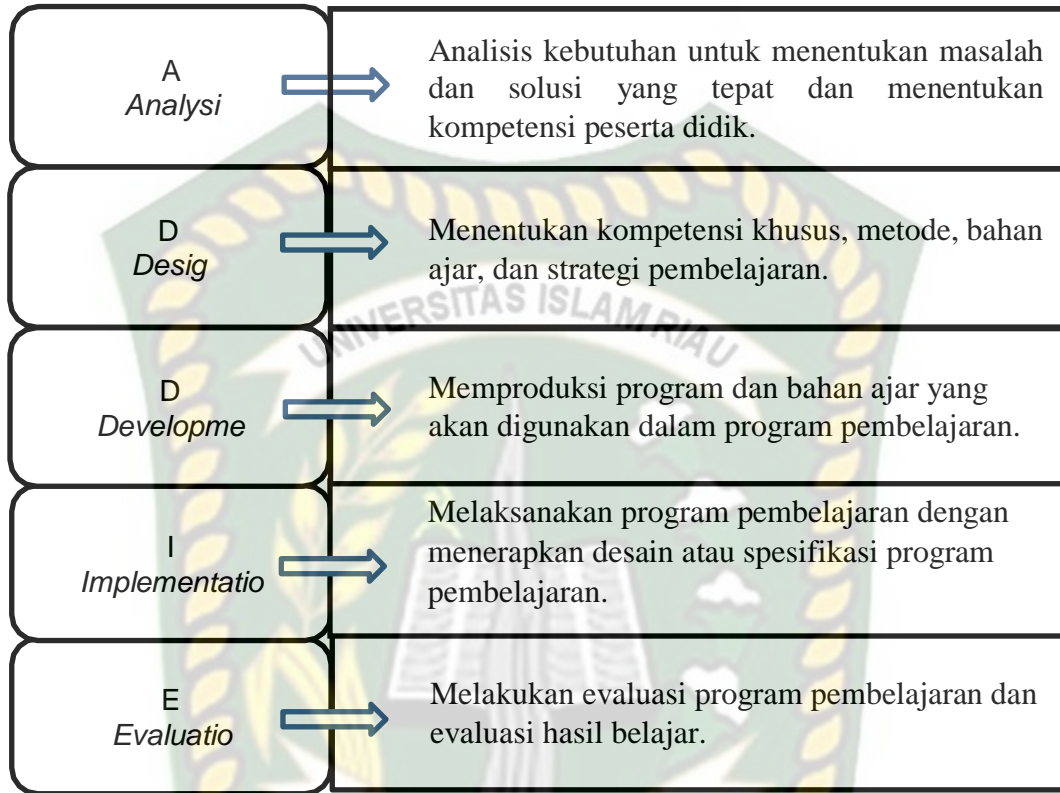 A
Analysi
Analisis kebutuhan untuk menentukan masalah
dan solusi yang tepat dan menentukan
kompetensi peserta didik.
D
Desig
Menentukan kompetensi khusus, metode, bahan
ajar, dan strategi pembelajaran.
UNIVERSITAS ISLAM RIAU
D
Developme
Memproduksi program dan bahan ajar yang
akan digunakan dalam program pembelajaran.
I
Implementatio
Melaksanakan program pembelajaran dengan
menerapkan desain atau spesifikasi program
pembelajaran.
E
Evaluatio
Melakukan evaluasi program pembelajaran dan
evaluasi hasil belajar.